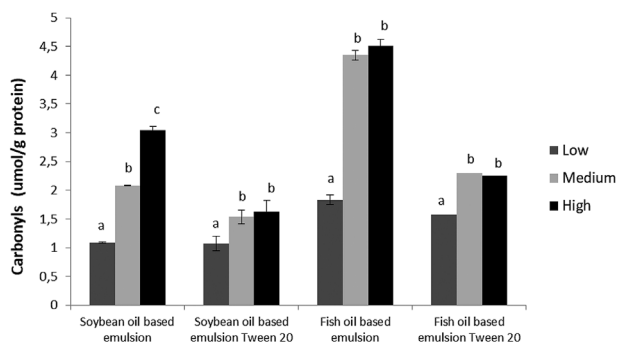 5
4,5
4
3,5
3
2,5
2
1,5
1
0,5
0
Carbonyls (umol/g protein)
a b c
a b b
a b b
a b b
Low
Medium
High
Soybean oil based
emulsion
Soybean oil based
emulsion Tween 20
Fish oil based
emulsion
Fish oil based
emulsion Tween 20